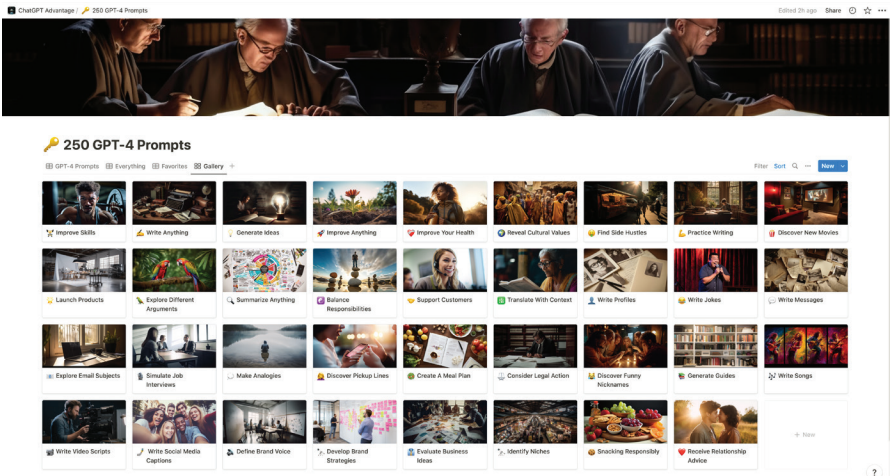 ChatGPT Advantage / 250 GPT-4 Prompts
Edited 2h ago Share
250 GPT-4 Prompts
GPT-4 Prompts Everything Favorites Gallery +
Filter Sort New
Improve Skills
Write Anything
Generate Ideas
Improve Anything
Improve Your Health
Reveal Cultural Values
Find Side Hustles
Practice Writing
Discover New Movies
Launch Products
Explore Different
Arguments
Summarize Anything
Balance
Responsibilities
Support Customers
Translate With Context
Write Profiles
Write Jokes
Write Messages
Explore Email Subjects
Simulate Job
Interviews
Make Analogies
Discover Pickup Lines
Create A Meal Plan
Consider Legal Action
Discover Funny
Nicknames
Generate Guides
Write Songs
Write Video Scripts
Write Social Media
Captions
Define Brand Voice
Develop Brand
Strategies
Evaluate Business
Ideas
Identify Niches
Snacking Responsibly
Receive Relationship
Advice
+ New
?